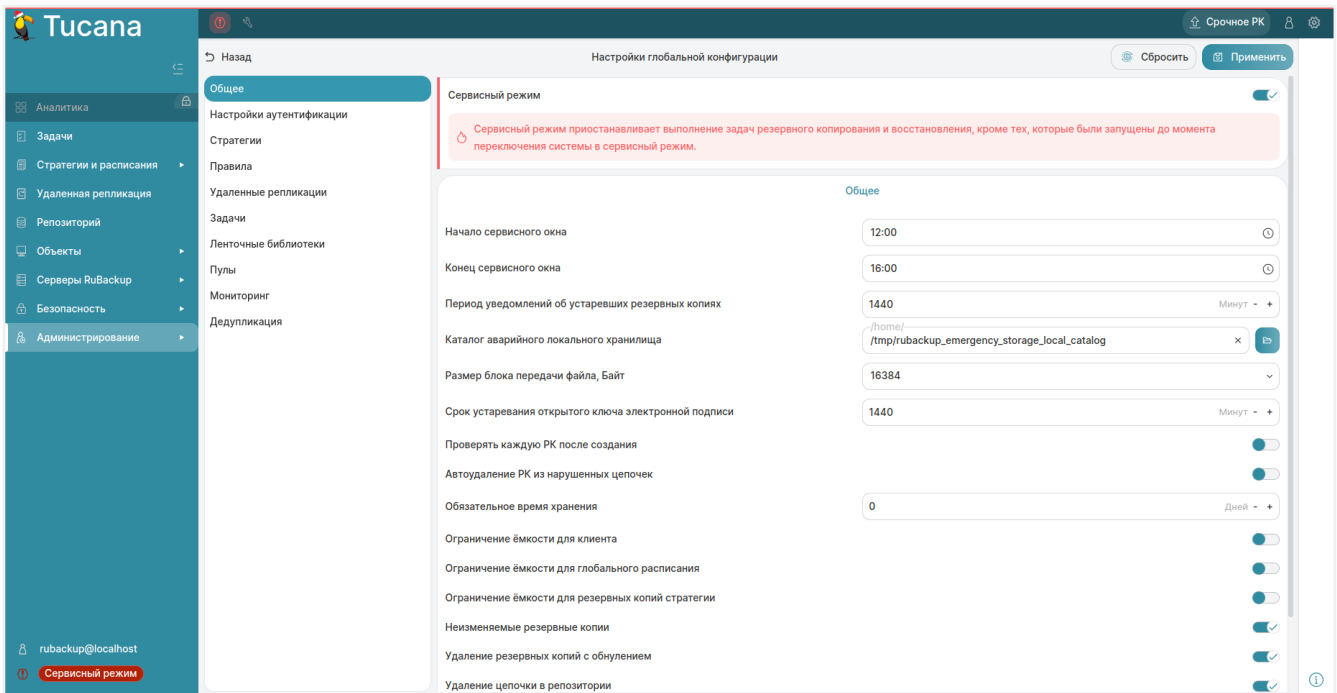 Tucana
Срочное РК
Назад
Настройки глобальной конфигурации
Сбросить
Применить
Аналитика
Задачи
Стратегии и расписания
Удаленная репликация
Репозиторий
Объекты
Серверы RuBackup
Безопасность
Администрирование
rubackup@localhost
Сервисный режим
Общее
Настройки аутентификации
Стратегии
Правила
Удаленные репликации
Задачи
Ленточные библиотеки
Пулы
Мониторинг
Дедупликация
Сервисный режим
Сервисный режим приостанавливает выполнение задач резервного копирования и восстановления, кроме тех, которые были запущены до момента
переключения системы в сервисный режим.
Общее
Начало сервисного окна 12:00
Конец сервисного окна 16:00
Период уведомлений об устаревших резервных копиях 1440 Минут - +
/home/
Каталог аварийного локального хранилища /tmp/rubackup_emergency_storage_local_catalog
Размер блока передачи файла, Байт 16384
Срок устаревания открытого ключа электронной подписи 1440 Минут - +
Проверять каждую РК после создания
Автоудаление РК из нарушенных цепочек
Обязательное время хранения 0 Дней - +
Ограничение ёмкости для клиента
Ограничение ёмкости для глобального расписания
Ограничение ёмкости для резервных копий стратегии
Неизменяемые резервные копии
Удаление резервных копий с обнулением
Удаление цепочки в репозитории